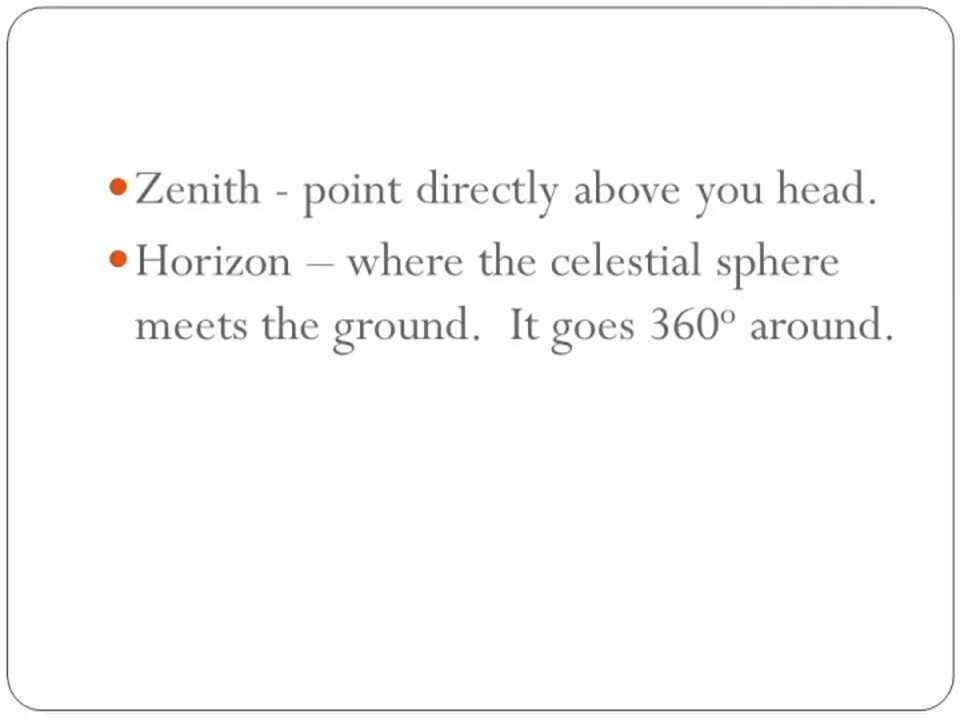 • Zenith - point directly above you head.
• Horizon – where the celestial sphere
meets the ground.  It goes 360º around.